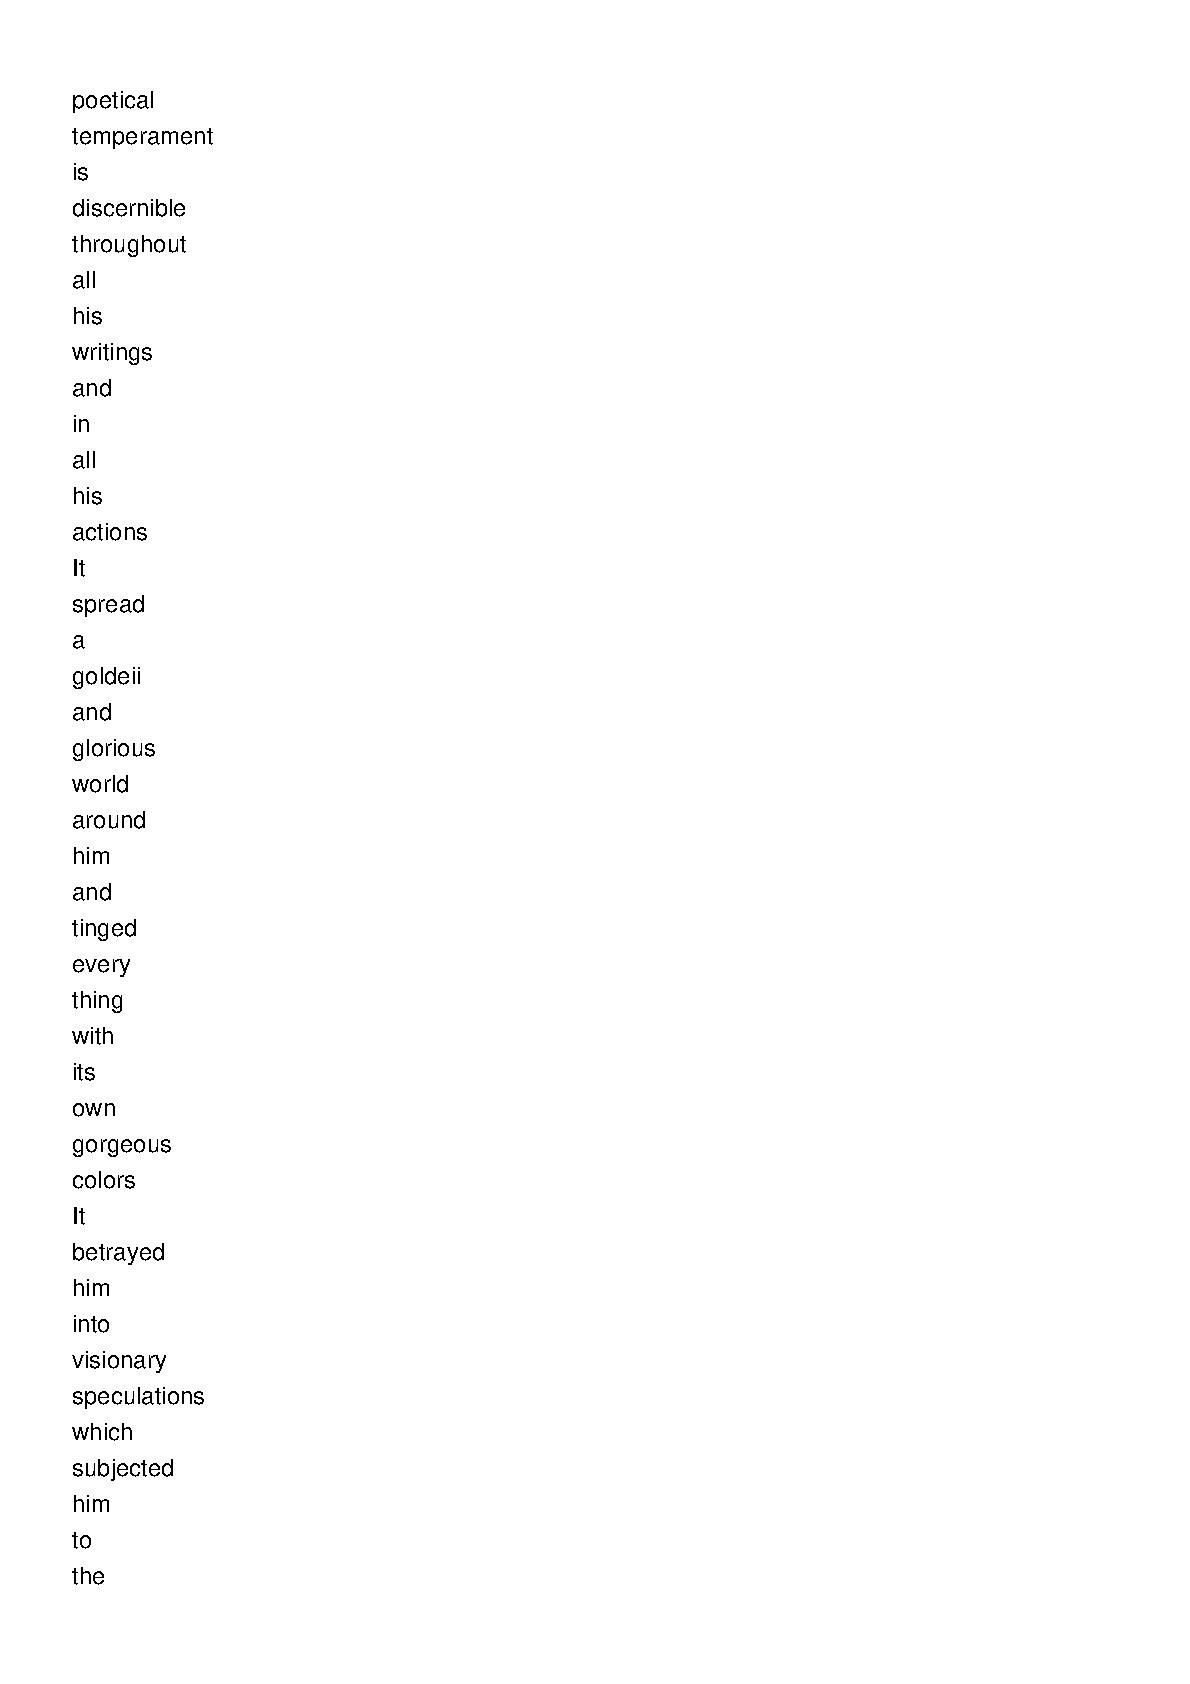 poetical
temperament
is
discernible
throughout
all
his
writings
and
in
all
his
actions
It
spread
a
goldeii
and
glorious
world
around
him
and
tinged
every
thing
with
its
own
gorgeous
colors
It
betrayed
him
into
visionary
speculations
which
subjected
him
to
the